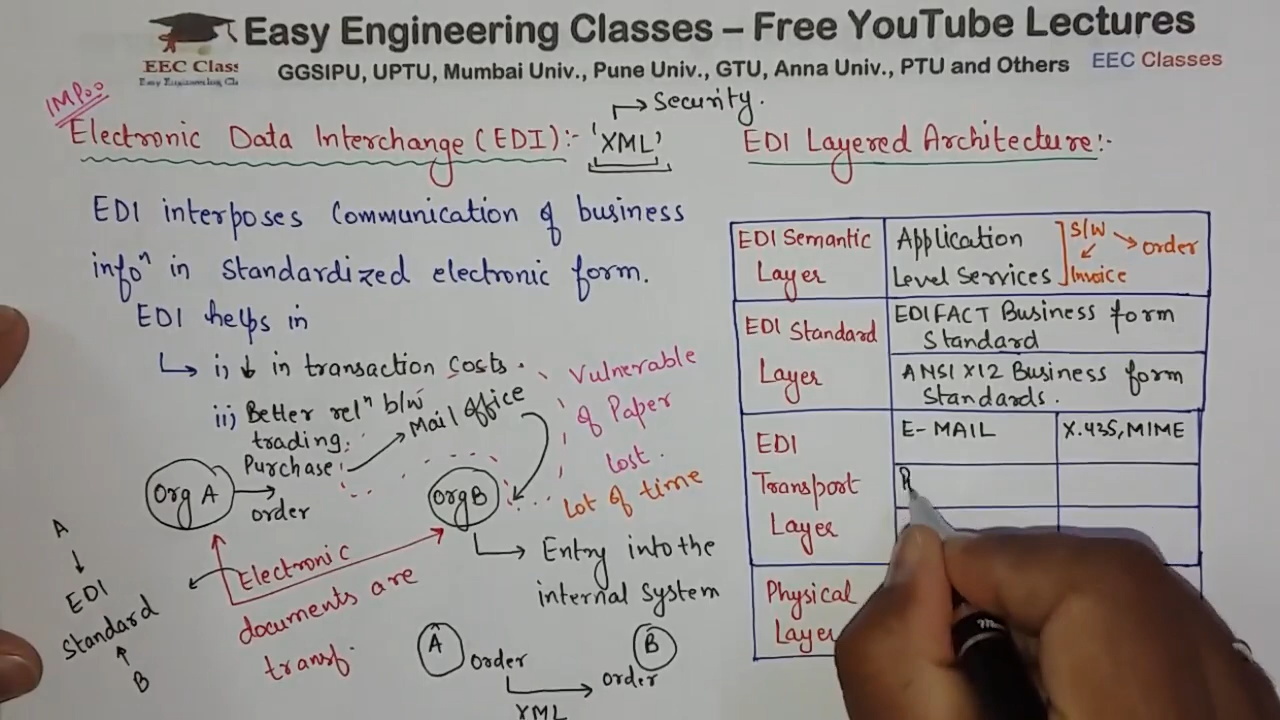 Easy Engineering Classes – Free YouTube Lectures
EEC Class
Easy Engineering Cl
GGSIPU, UPTU, Mumbai Univ., Pune Univ., GTU, Anna Univ., PTU and Others
EEC Classes
IMP
Security.
Electronic Data Interchange (EDI):- 'XML'
EDI interposes Communication of business
infoⁿ in standardized electronic form.
EDI helps in
i, ↓ in transaction costs.
ii) Better relⁿ b/w
trading.
Purchase
order
Org A
Mail Office
Org B
Vulnerable
of Paper
lost.
Lot of time
Entry into the
internal system
Electronic
documents are
transf.
A
EDI
Standard
B
A
order
B
order
XML
EDI Layered Architecture:-
EDI Semantic
Layer
Application
Level Services
S/W
Invoice
order
EDI Standard
Layer
EDIFACT Business form
Standard
ANSI X12 Business form
Standards.
EDI
Transport
Layer
E-MAIL
X.435, MIME
Physical
Layer